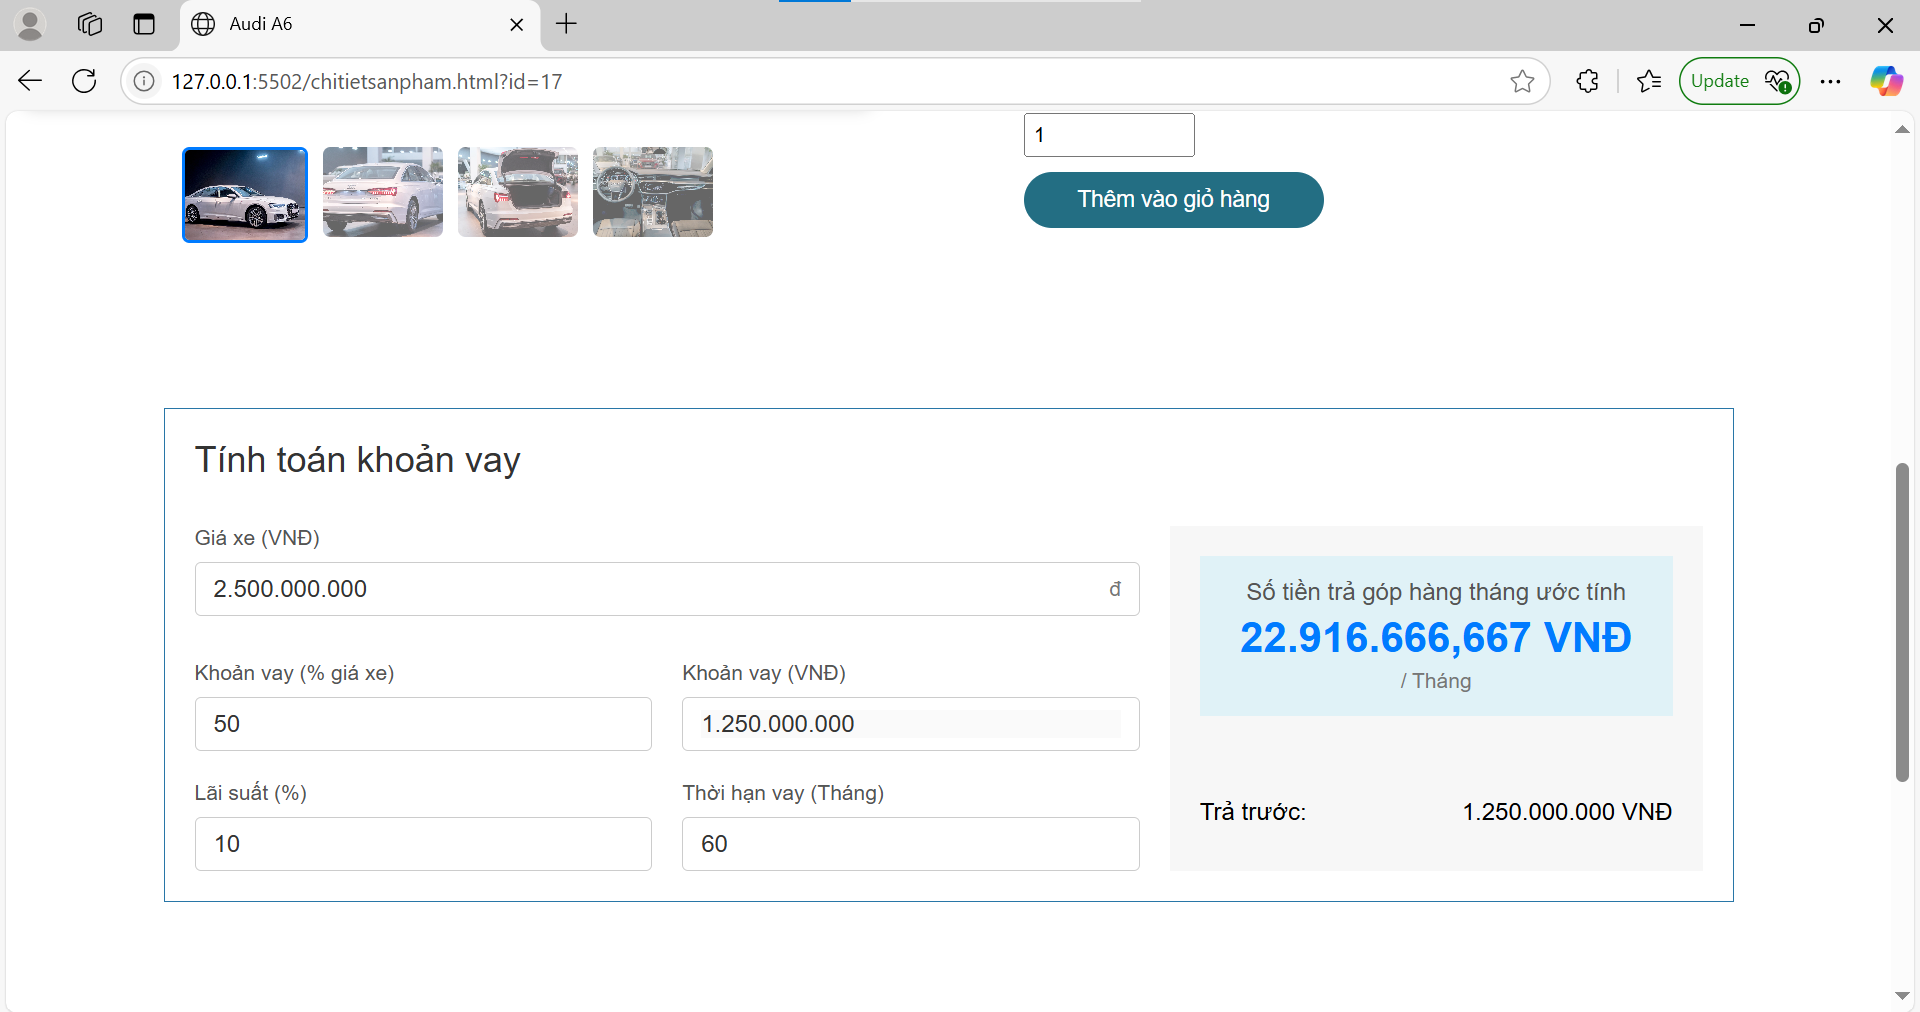 Audi A6
127.0.0.1:5502/chitietsanpham.html?id=17
Update
1
Thêm vào giỏ hàng
Tính toán khoản vay
Giá xe (VNĐ)
2.500.000.000 đ
Khoản vay (% giá xe)
50
Khoản vay (VNĐ)
1.250.000.000
Lãi suất (%)
10
Thời hạn vay (Tháng)
60
Số tiền trả góp hàng tháng ước tính
22.916.666,667 VNĐ
/ Tháng
Trả trước: 1.250.000.000 VNĐ